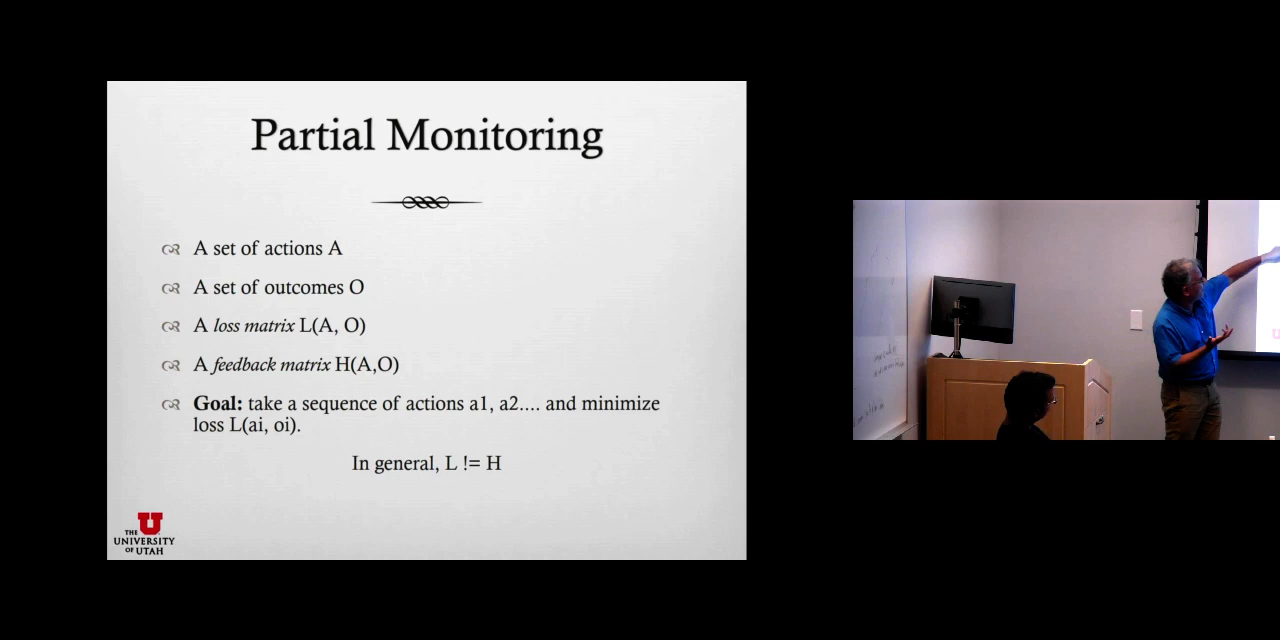 Partial Monitoring
A set of actions A
A set of outcomes O
A loss matrix L(A, O)
A feedback matrix H(A,O)
Goal: take a sequence of actions a1, a2.... and minimize
loss L(ai, oi).
In general, L != H
U
THE
UNIVERSITY
OF UTAH